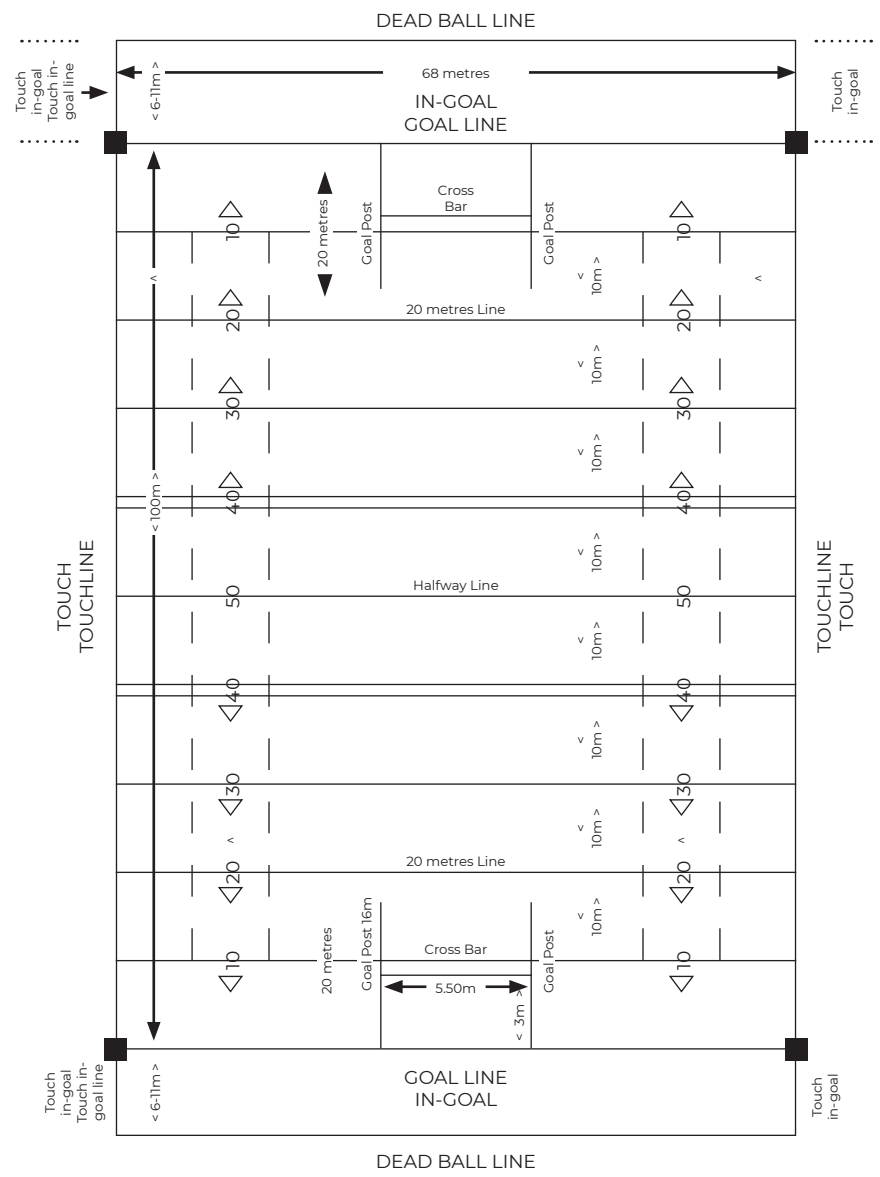 DEAD BALL LINE
Touch
in-goal
Touch in-
goal line
< 6-11m >
68 metres
Touch
in-goal
IN-GOAL
GOAL LINE
Cross
Bar
20 metres
Goal Post
Goal Post
10
10
<
10m >
<
<
<
20
20 metres Line
20
<
10m >
30
30
<
10m >
40
40
< 100m >
<
10m >
TOUCH
TOUCHLINE
50
Halfway Line
50
TOUCHLINE
TOUCH
<
10m >
40
40
<
10m >
30
30
<
<
10m >
<
20
20 metres Line
20
<
10m >
20 metres
Goal Post 16m
Cross Bar
Goal Post
10
10
5.50m
< 3m >
Touch
in-goal
Touch in-
goal line
< 6-11m >
GOAL LINE
IN-GOAL
Touch
in-goal
DEAD BALL LINE